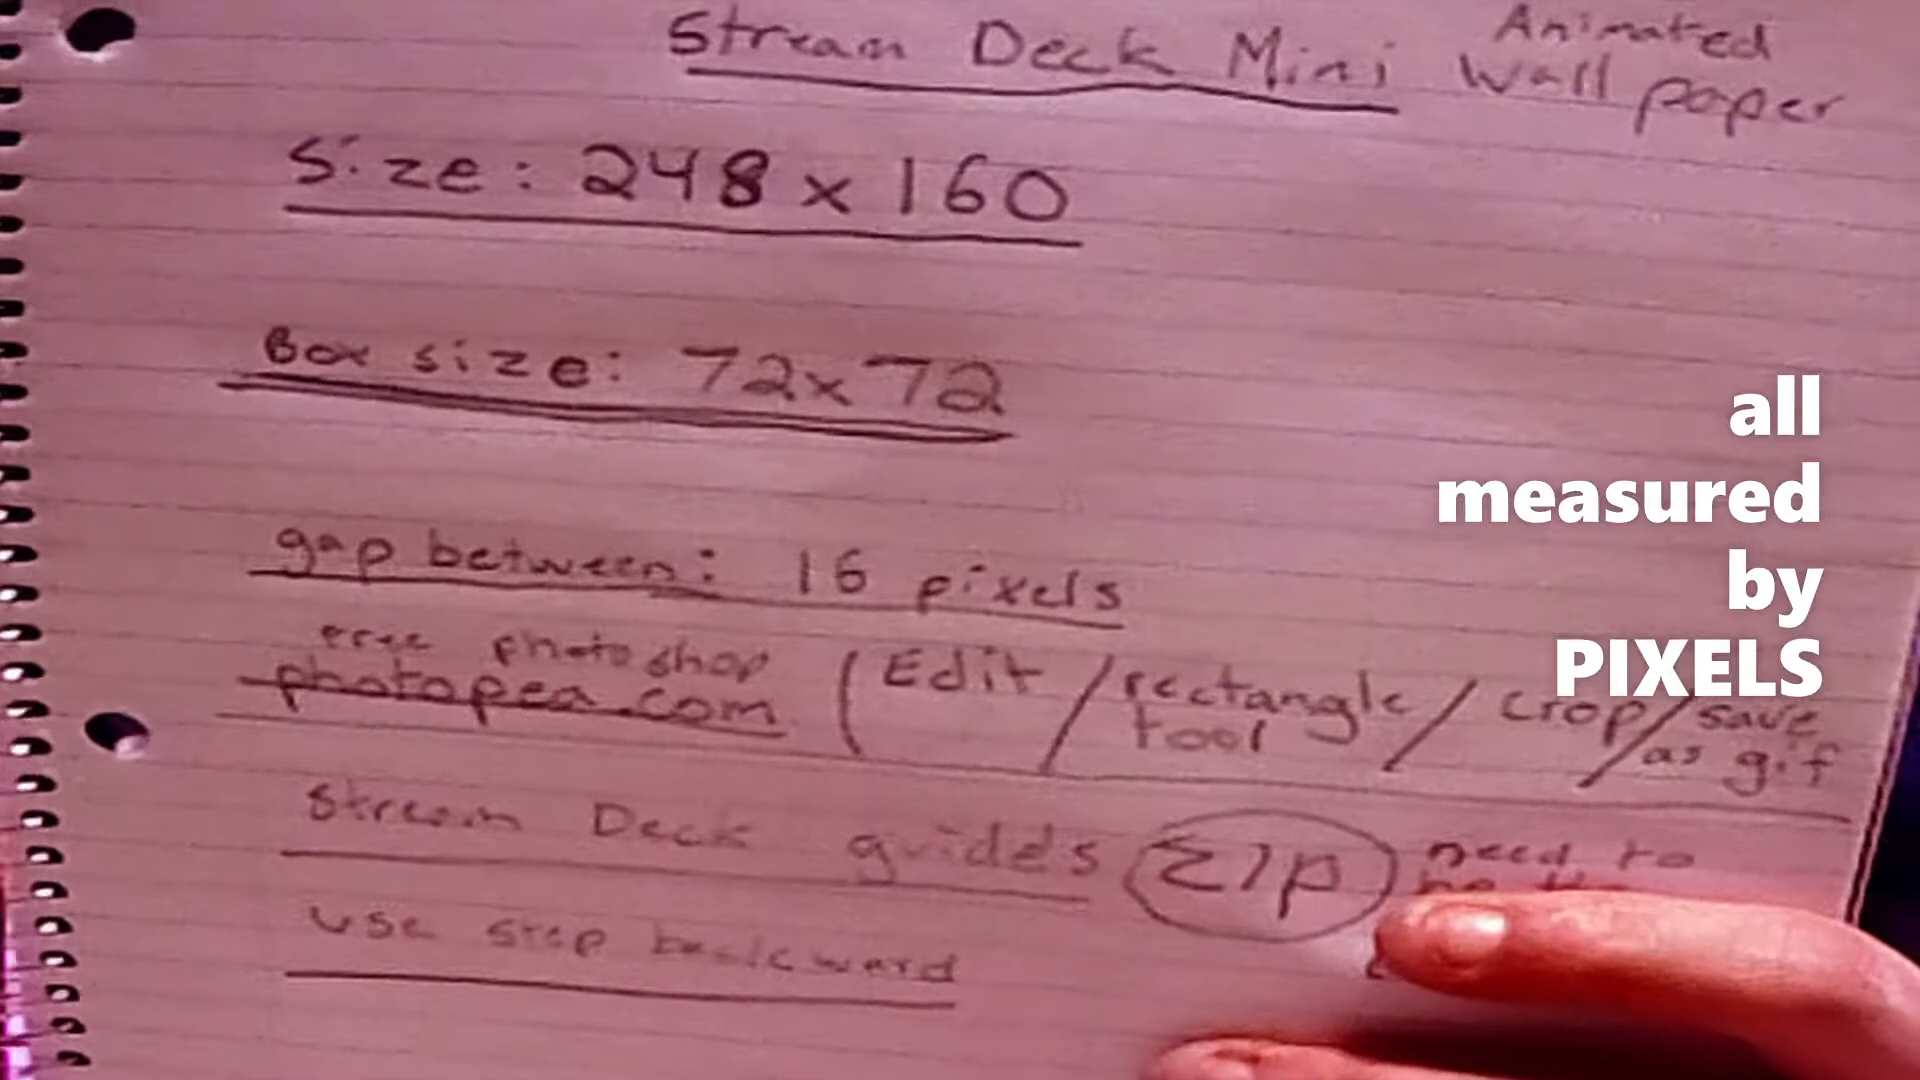 Stream Deck Mini Animated
Wall paper
Size: 248 x 160
Box size: 72x72
gap between: 16 pixels
free photoshop
photopea.com (Edit / rectangle tool / crop / save as gif
Stream Deck guides ZIP need to
use step backward
all
measured
by
PIXELS